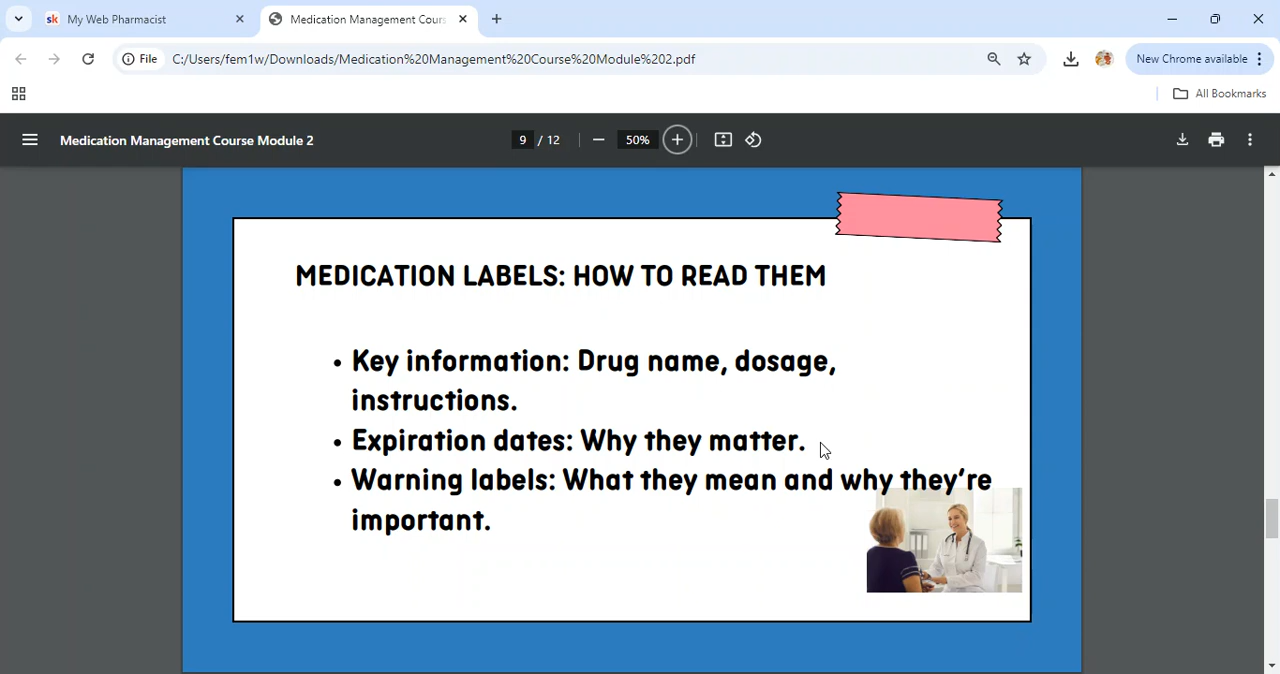 My Web Pharmacist
Medication Management Cours
File
C:/Users/fem1w/Downloads/Medication%20Management%20Course%20Module%202.pdf
New Chrome available
All Bookmarks
Medication Management Course Module 2
9 / 12
50%
MEDICATION LABELS: HOW TO READ THEM
• Key information: Drug name, dosage,
instructions.
• Expiration dates: Why they matter.
• Warning labels: What they mean and why they're
important.